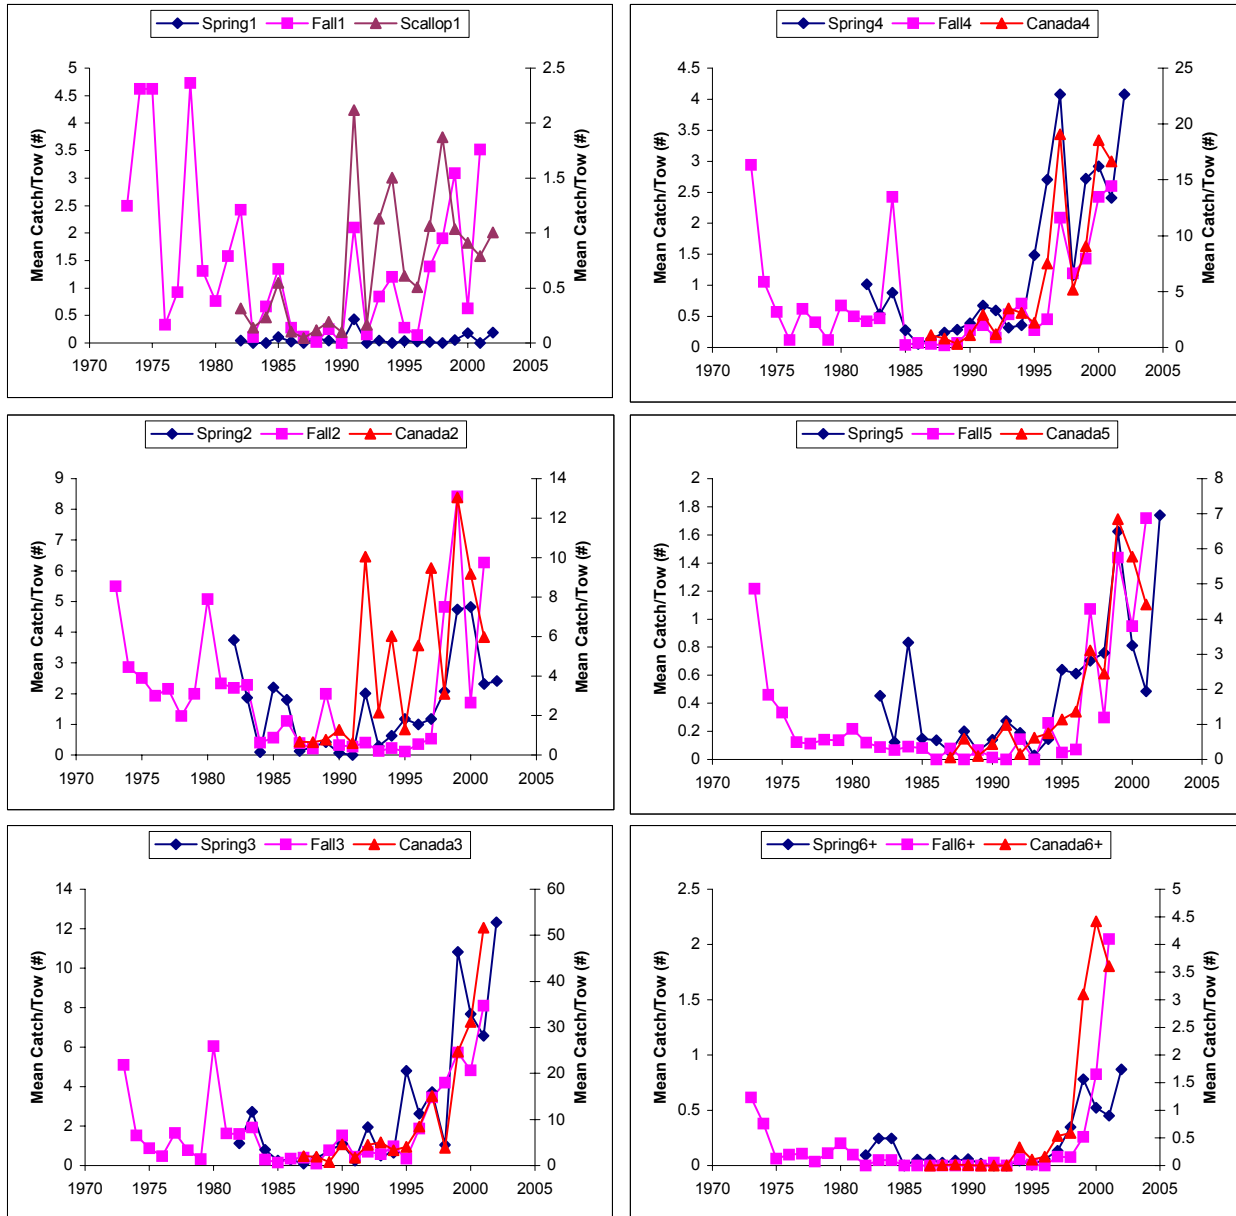 Spring1 Fall1 Scallop1
5 4.5 4 3.5 3 2.5 2 1.5 1 0.5 0
Mean Catch/Tow (#)
2.5 2 1.5 1 0.5 0
Mean Catch/Tow (#)
1970 1975 1980 1985 1990 1995 2000 2005
Spring4 Fall4 Canada4
4.5 4 3.5 3 2.5 2 1.5 1 0.5 0
Mean Catch/Tow (#)
25 20 15 10 5 0
Mean Catch/Tow (#)
1970 1975 1980 1985 1990 1995 2000 2005
Spring2 Fall2 Canada2
9 8 7 6 5 4 3 2 1 0
Mean Catch/Tow (#)
14 12 10 8 6 4 2 0
Mean Catch/Tow (#)
1970 1975 1980 1985 1990 1995 2000 2005
Spring5 Fall5 Canada5
2 1.8 1.6 1.4 1.2 1 0.8 0.6 0.4 0.2 0
Mean Catch/Tow (#)
8 7 6 5 4 3 2 1 0
Mean Catch/Tow (#)
1970 1975 1980 1985 1990 1995 2000 2005
Spring3 Fall3 Canada3
14 12 10 8 6 4 2 0
Mean Catch/Tow (#)
60 50 40 30 20 10 0
Mean Catch/Tow (#)
1970 1975 1980 1985 1990 1995 2000 2005
Spring6+ Fall6+ Canada6+
2.5 2 1.5 1 0.5 0
Mean Catch/Tow (#)
5 4.5 4 3.5 3 2.5 2 1.5 1 0.5 0
Mean Catch/Tow (#)
1970 1975 1980 1985 1990 1995 2000 2005